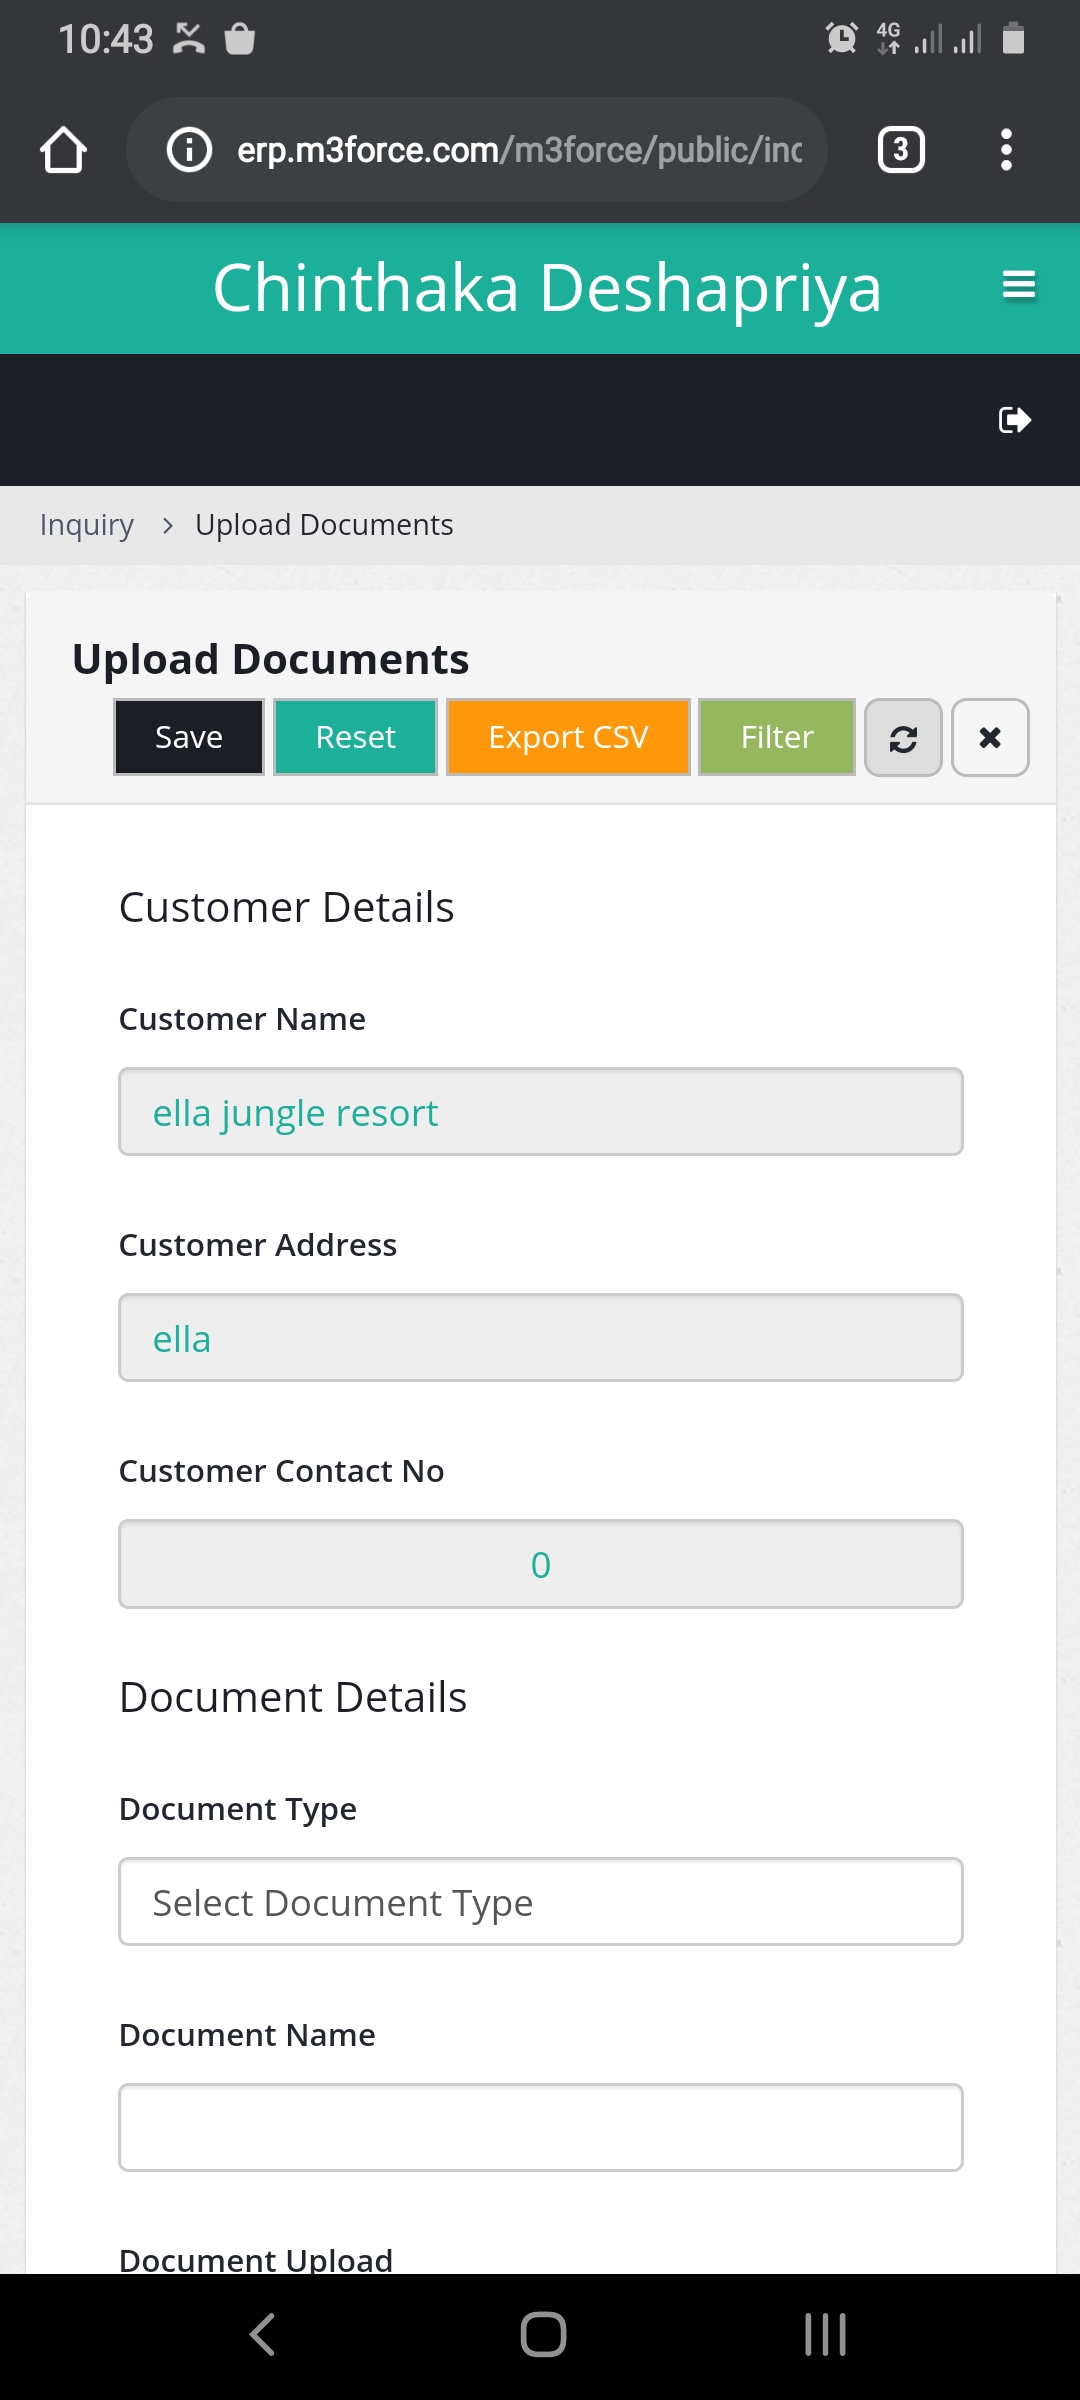 10:43
4G
erp.m3force.com/m3force/public/inc
3
Chinthaka Deshapriya
Inquiry > Upload Documents
Upload Documents
Save Reset Export CSV Filter
Customer Details
Customer Name
ella jungle resort
Customer Address
ella
Customer Contact No
0
Document Details
Document Type
Select Document Type
Document Name
Document Upload